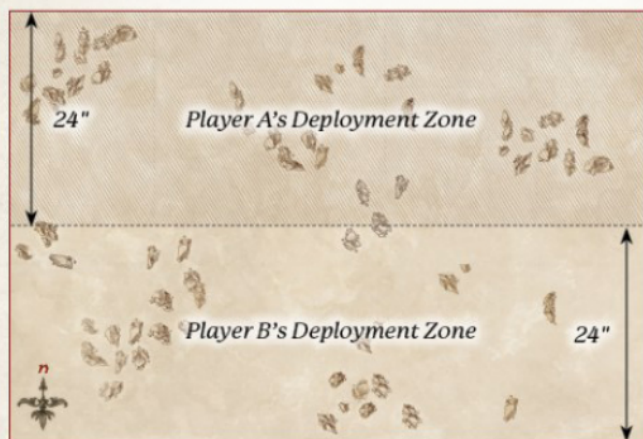 24"
Player A's Deployment Zone
Player B's Deployment Zone
24"
n